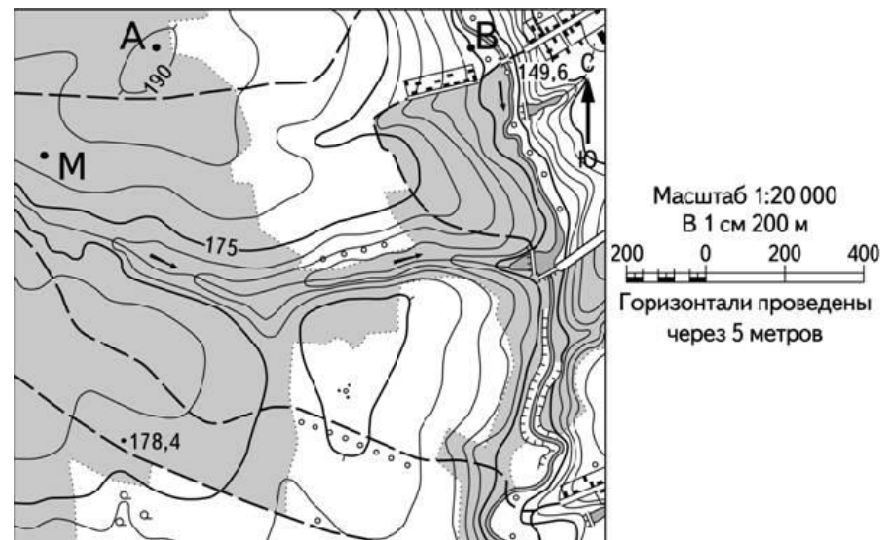 А
В
190
149,6
С
Ю
М
175
178,4
Масштаб 1:20 000
В 1 см 200 м
200 0 200 400
Горизонтали проведены
через 5 метров